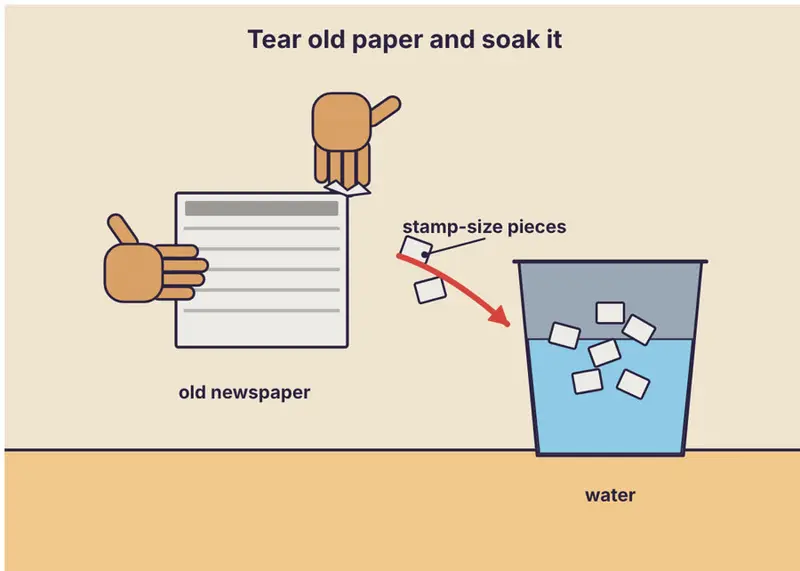 Tear old paper and soak it
stamp-size pieces
old newspaper
water